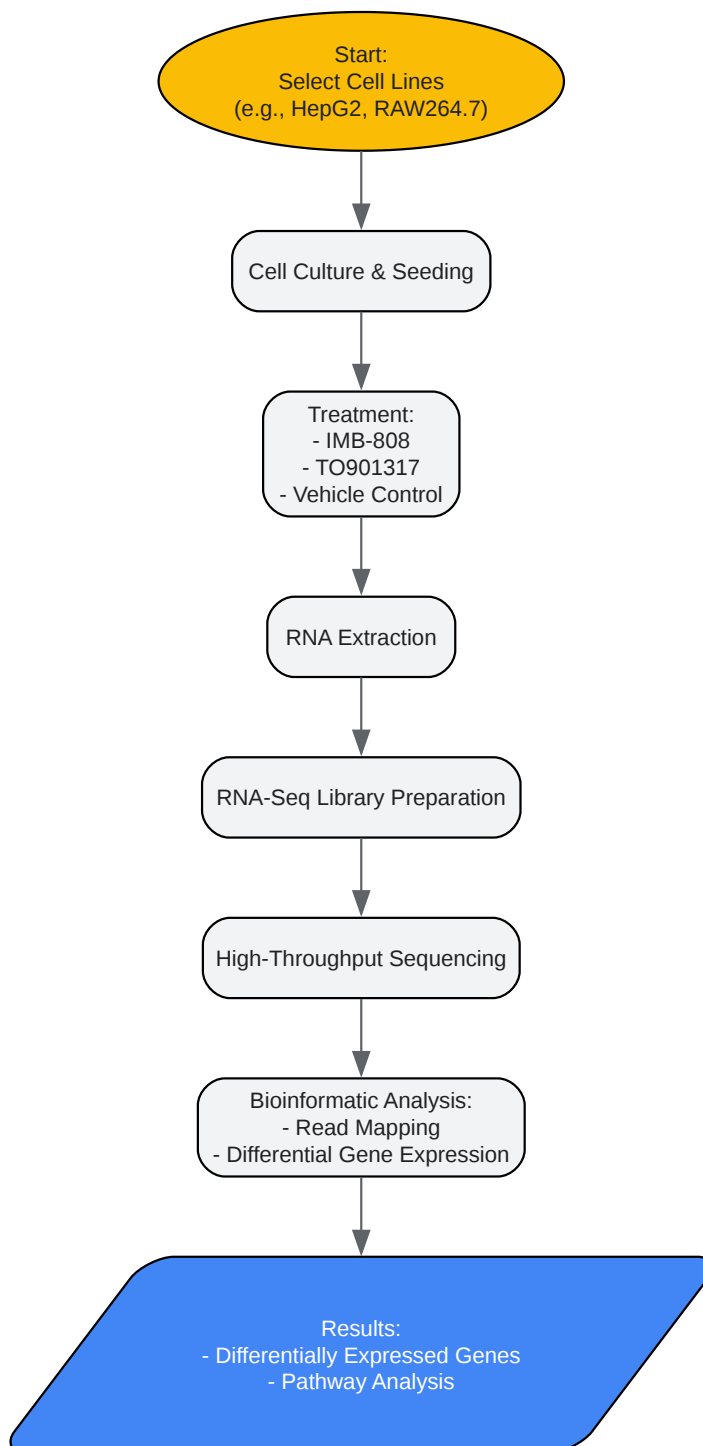 Start:
Select Cell Lines
(e.g., HepG2, RAW264.7)
Cell Culture & Seeding
Treatment:
- IMB-808
- TO901317
- Vehicle Control
RNA Extraction
RNA-Seq Library Preparation
High-Throughput Sequencing
Bioinformatic Analysis:
- Read Mapping
- Differential Gene Expression
Results:
- Differentially Expressed Genes
- Pathway Analysis